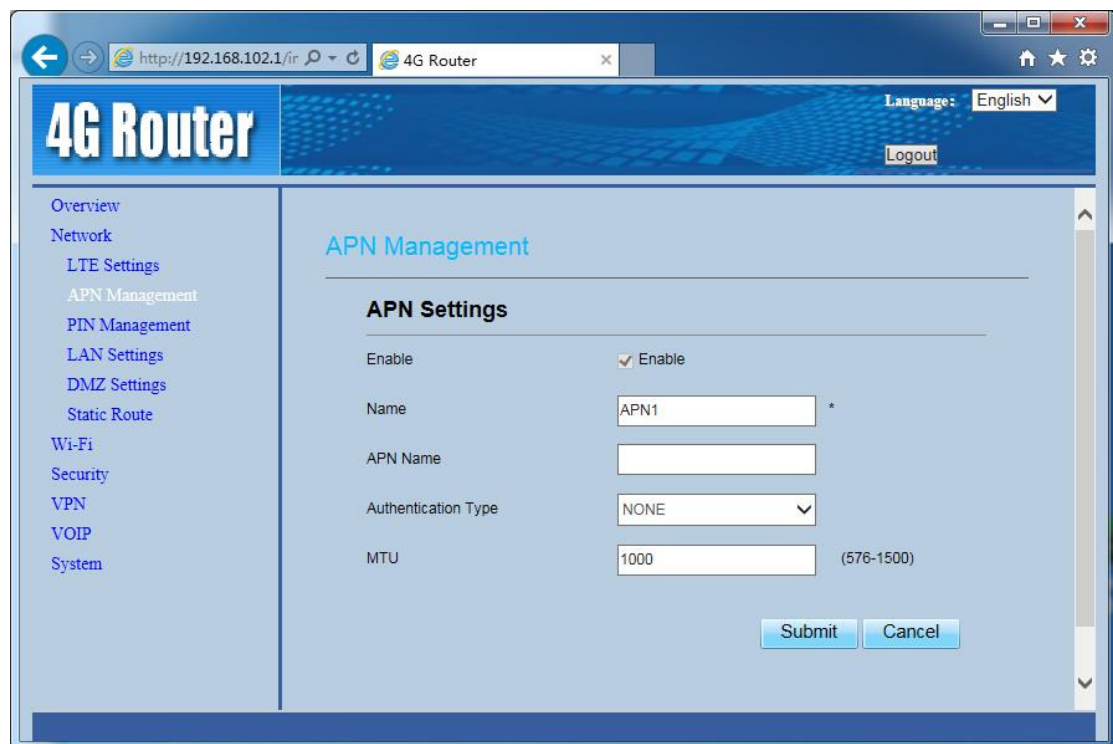 http://192.168.102.1/ir
4G Router
4G Router
Language: English
Logout
Overview
Network
LTE Settings
APN Management
PIN Management
LAN Settings
DMZ Settings
Static Route
Wi-Fi
Security
VPN
VOIP
System
APN Management
APN Settings
Enable Enable
Name APN1 *
APN Name
Authentication Type NONE
MTU 1000 (576-1500)
Submit Cancel